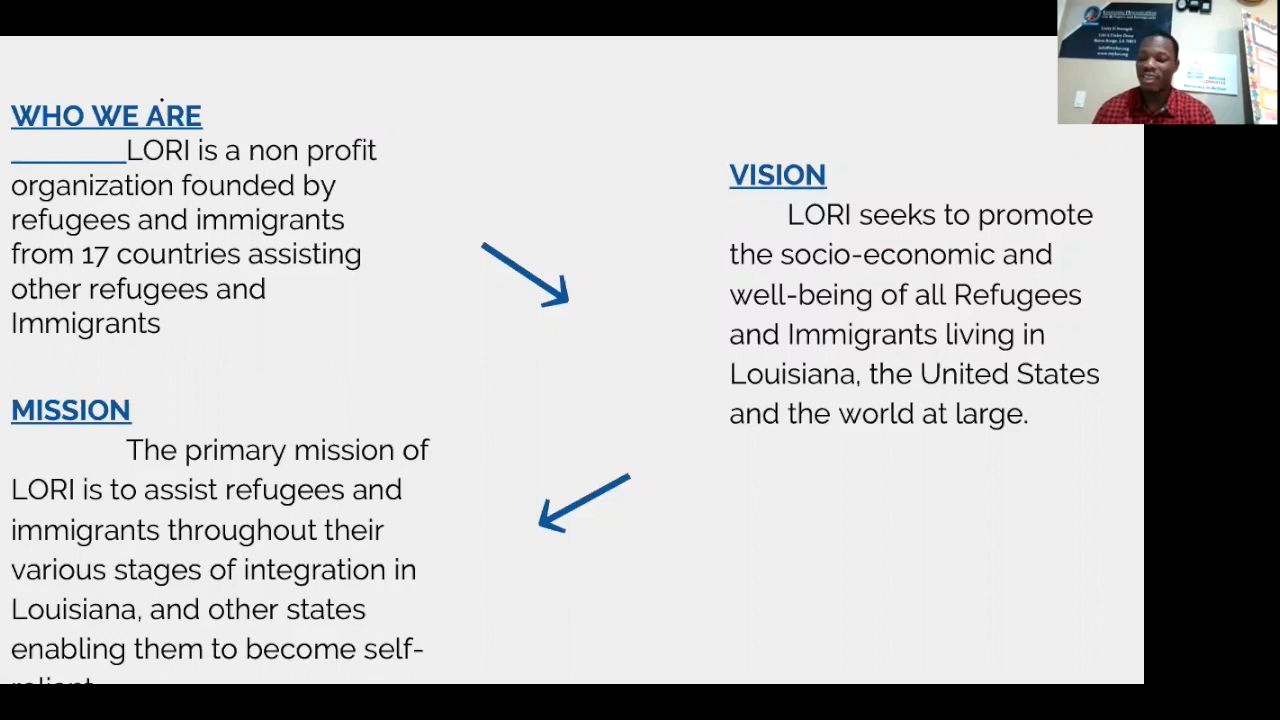 WHO WE ARE
LORI is a non profit
organization founded by
refugees and immigrants
from 17 countries assisting
other refugees and
Immigrants
MISSION
The primary mission of
LORI is to assist refugees and
immigrants throughout their
various stages of integration in
Louisiana, and other states
enabling them to become self-
reliant
VISION
LORI seeks to promote
the socio-economic and
well-being of all Refugees
and Immigrants living in
Louisiana, the United States
and the world at large.